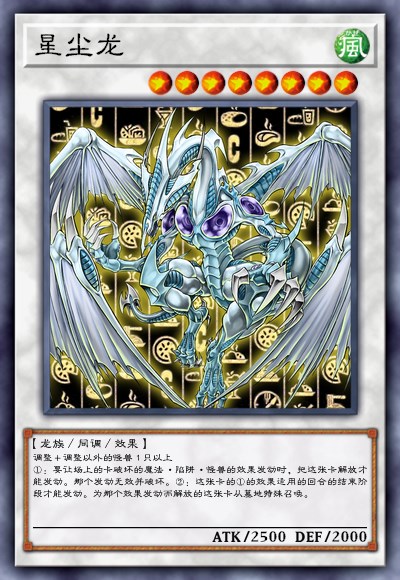 星尘龙
風
【龙族／同调／效果】
调整＋调整以外的怪兽１只以上
①：要让场上的卡破坏的魔法·陷阱·怪兽的效果发动时，把这张卡解放才
能发动。那个发动无效并破坏。②：这张卡的①的效果适用的回合的结束阶
段才能发动。为那个效果发动而解放的这张卡从墓地特殊召唤。
ATK/2500 DEF/2000